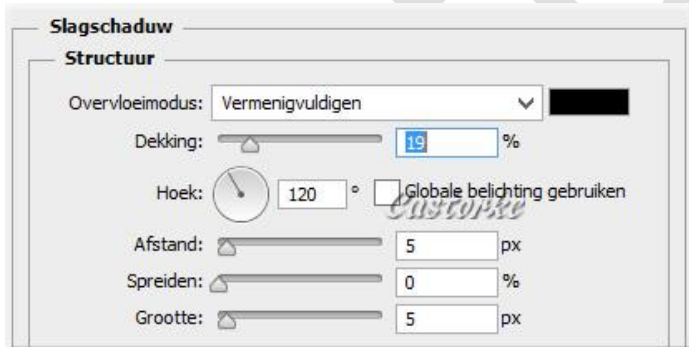 Slagschaduw
Structuur
Overvloeimodus: Vermenigvuldigen
Dekking: 19 %
Hoek: 120 ° Globale belichting gebruiken
Castorke
Afstand: 5 px
Spreiden: 0 %
Grootte: 5 px